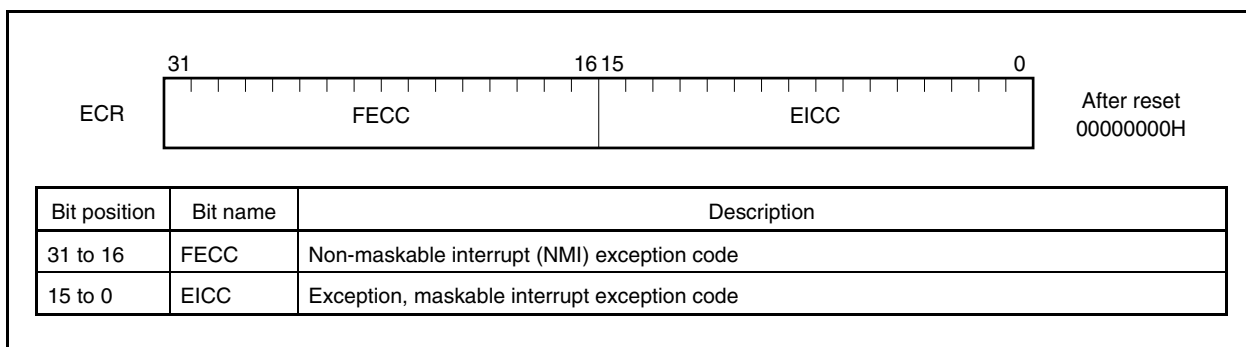 31 16 15 0
ECR FECC EICC After reset
00000000H
Bit position Bit name Description
31 to 16 FECC Non-maskable interrupt (NMI) exception code
15 to 0 EICC Exception, maskable interrupt exception code